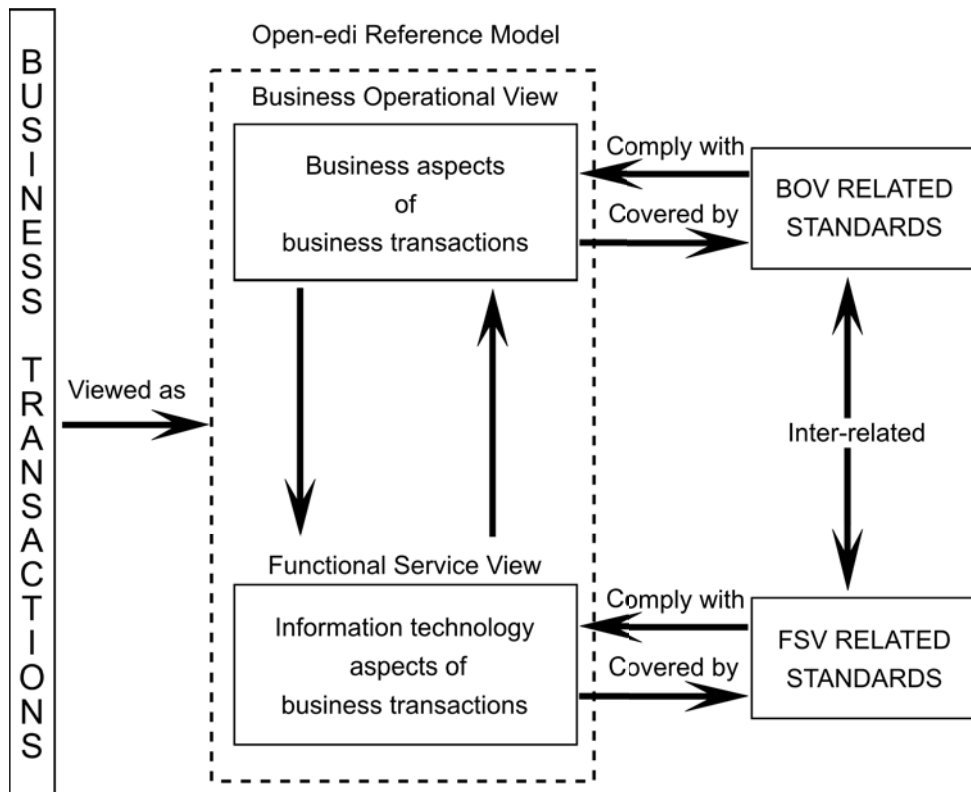 BUSINESS TRANSACTIONS
Open-edi Reference Model
Business Operational View
Business aspects
of
business transactions
Comply with
Covered by
BOV RELATED
STANDARDS
Viewed as
Inter-related
Functional Service View
Information technology
aspects of
business transactions
Comply with
Covered by
FSV RELATED
STANDARDS